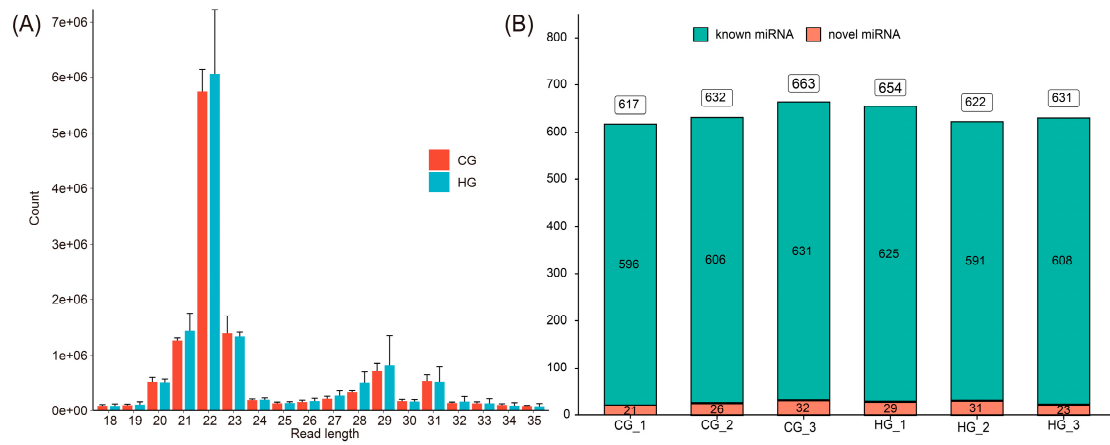 (A)
7e+06
6e+06
5e+06
4e+06
3e+06
2e+06
1e+06
0e+00
Count
CG
HG
18 19 20 21 22 23 24 25 26 27 28 29 30 31 32 33 34 35
Read length
(B)
known miRNA novel miRNA
800
700
600
500
400
300
200
100
0
617 632 663 654 622 631
596 606 631 625 591 608
21 26 32 29 31 23
CG_1 CG_2 CG_3 HG_1 HG_2 HG_3